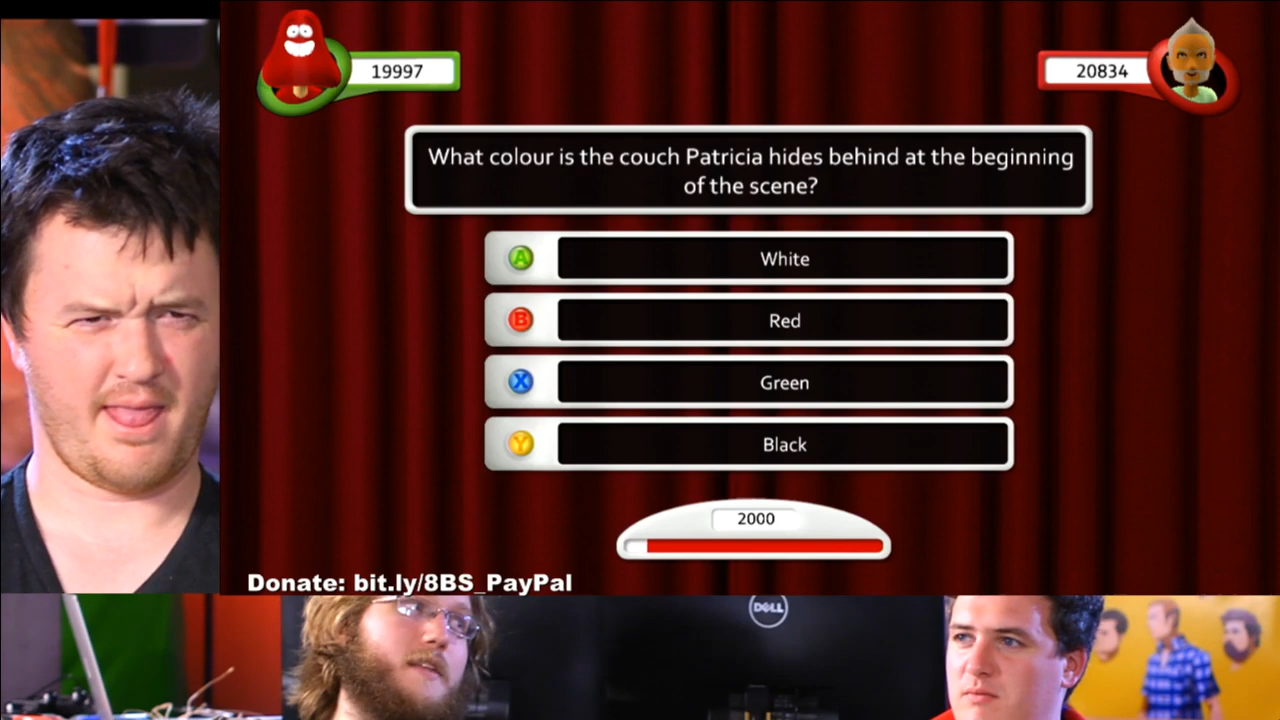 19997
20834
What colour is the couch Patricia hides behind at the beginning
of the scene?
A White
B Red
X Green
Y Black
2000
Donate: bit.ly/8BS_PayPal
DELL